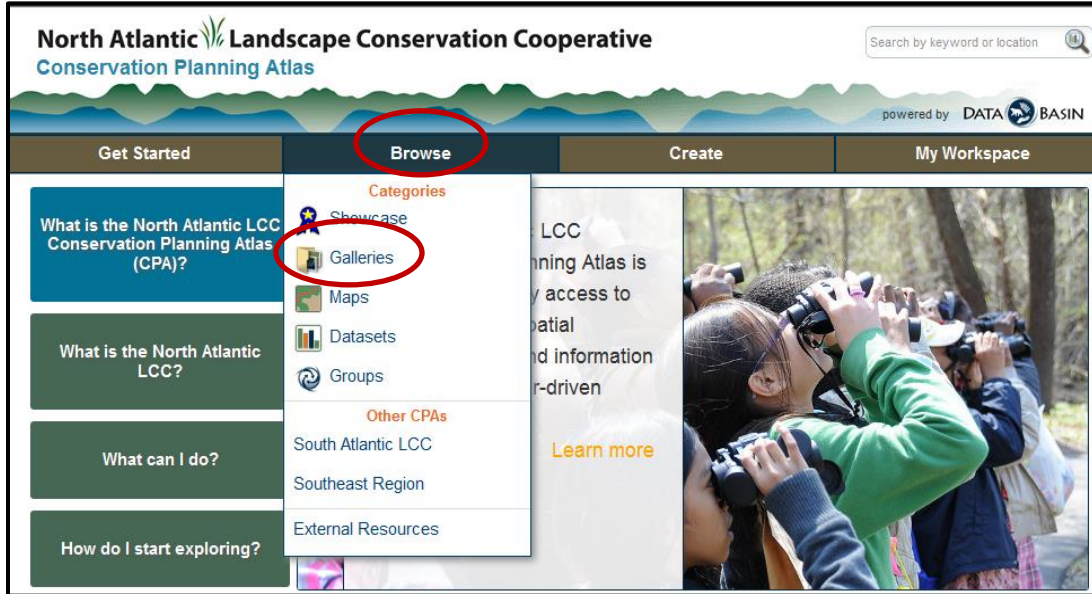 North Atlantic Landscape Conservation Cooperative
Conservation Planning Atlas
Search by keyword or location
powered by DATA BASIN
Get Started
Browse
Create
My Workspace
What is the North Atlantic LCC
Conservation Planning Atlas
(CPA)?
What is the North Atlantic
LCC?
What can I do?
How do I start exploring?
Categories
Showcase
Galleries
Maps
Datasets
Groups
Other CPAs
South Atlantic LCC
Southeast Region
External Resources
LCC
nning Atlas is
y access to
patial
nd information
r-driven
Learn more